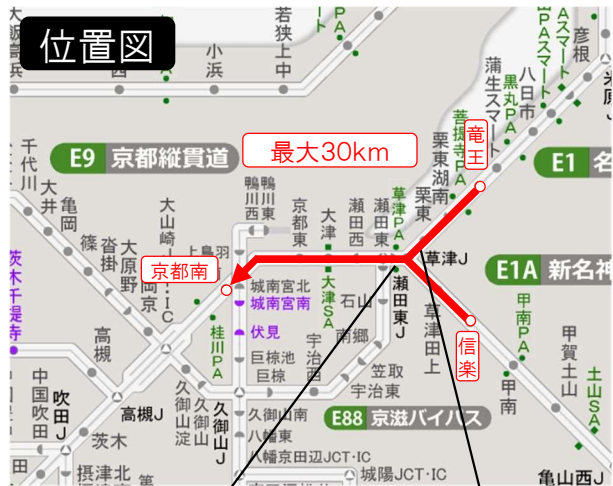 位置図
小浜
若狭上中
彦根
八日市
蒲生スマート
黒丸PA
菩提寺PA
竜王
栗東湖南
栗東
E9 京都縦貫道
最大30km
E1 名
千代川
大井
亀岡
篠
沓掛
大原野
鴨川西
鴨川東
京都東
大津
瀬田西
瀬田東
草津PA
草津J
京都南
E1A 新名神
茨木千提寺
城南宮北
城南宮南
大津SA
石山
瀬田東J
草津田上
信楽
甲南PA
桂川PA
伏見
南郷
高槻
巨椋池
巨椋
宇治西
笠取
宇治東
甲南
甲賀土山
土山SA
中国吹田
吹田J
高槻J
茨木
久御山淀
久御山
久御山J
久御山南
八幡東
八幡京田辺JCT·IC
E88 京滋バイパス
摂津北
城陽JCT·IC
亀山西J